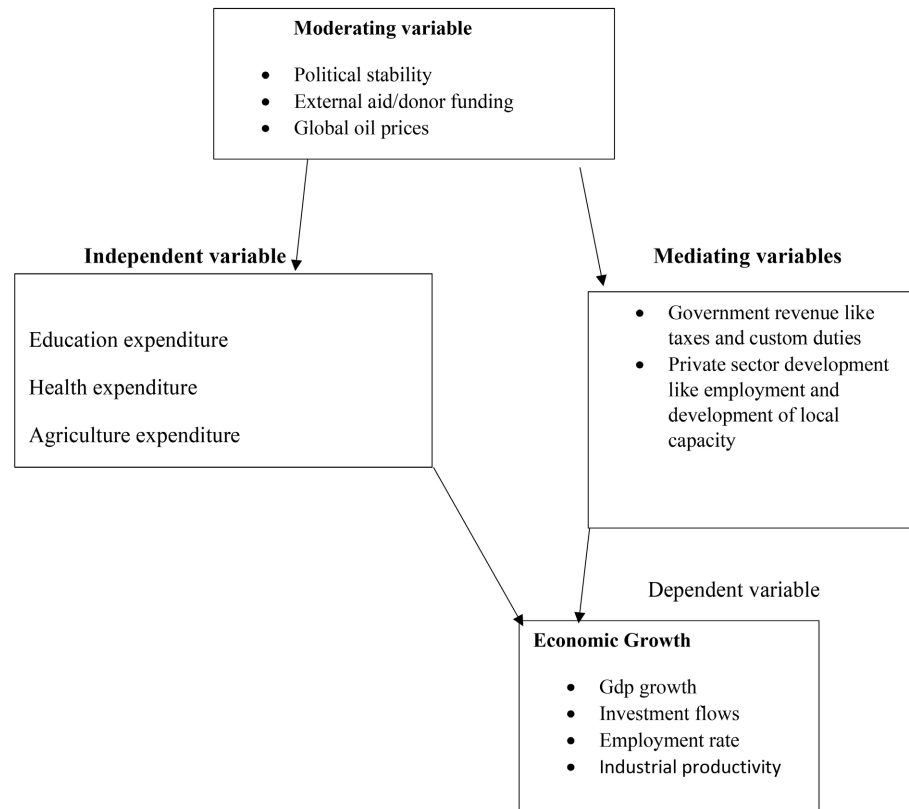 Moderating variable
• Political stability
• External aid/donor funding
• Global oil prices
Independent variable
Education expenditure
Health expenditure
Agriculture expenditure
Mediating variables
• Government revenue like
taxes and custom duties
• Private sector development
like employment and
development of local
capacity
Dependent variable
Economic Growth
• Gdp growth
• Investment flows
• Employment rate
• Industrial productivity